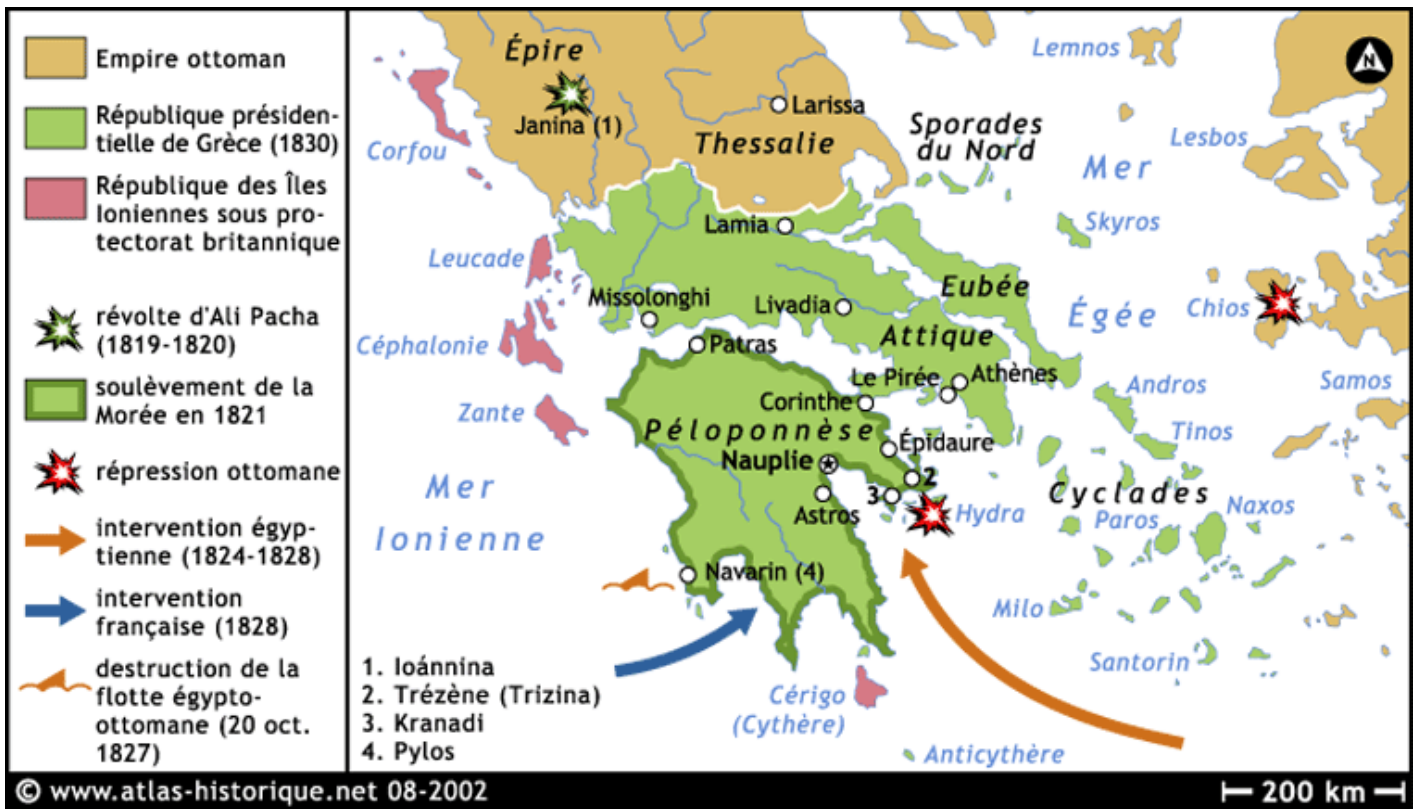 Empire ottoman
République présiden-
tielle de Grèce (1830)
République des Îles
Ioniennes sous pro-
tectorat britannique
révolte d'Ali Pacha
(1819-1820)
soulèvement de la
Morée en 1821
répression ottomane
intervention égyp-
tienne (1824-1828)
intervention
française (1828)
destruction de la
flotte égypto-
ottomane (20 oct.
1827)
Épire
Lemnos
N
Janina (1)
Larissa
Corfou
Thessalie
Sporades
du Nord
Lesbos
Mer
Égée
Skyros
Lamia
Leucade
Missolonghi
Livadia
Eubée
Chios
Céphalonie
Patras
Attique
Le Pirée
Athènes
Andros
Samos
Zante
Corinthe
Tinos
Péloponnèse
Épidaure
Nauplie
2
3
Astros
Hydra
Cyclades
Mer
Ionienne
Paros
Naxos
Navarin (4)
Milo
Santorin
1. Ioánnina
2. Trézène (Trizina)
3. Kranadi
4. Pylos
Cérigo
(Cythère)
Anticythère
© www.atlas-historique.net 08-2002
200 km